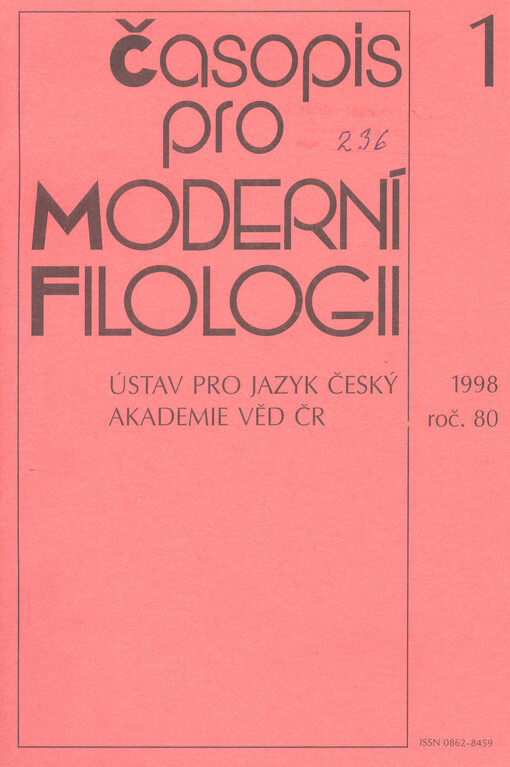 Časopis
1
pro
236
MODERNÍ
FILOLOGII
ÚSTAV PRO JAZYK ČESKÝ
1998
AKADEMIE VĚD ČR
roč. 80
ISSN 0862–8459